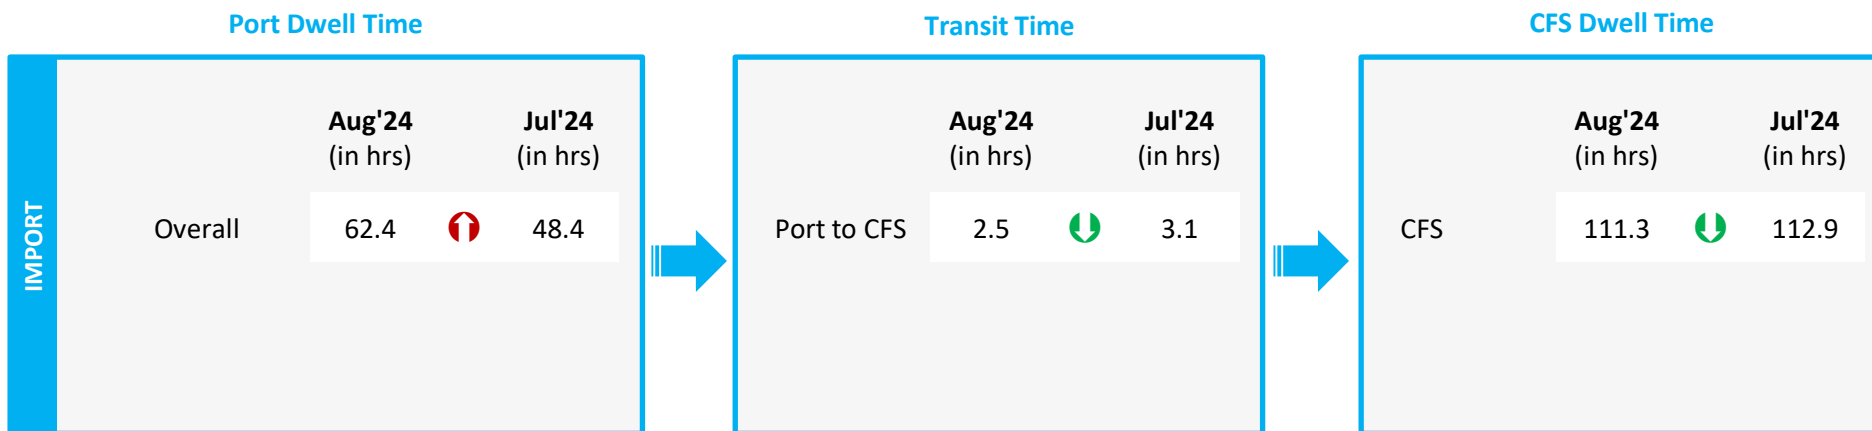 Port Dwell Time
Transit Time
CFS Dwell Time
IMPORT
Aug'24 Jul'24
(in hrs) (in hrs)
Overall 62.4 48.4
Aug'24 Jul'24
(in hrs) (in hrs)
Port to CFS 2.5 3.1
Aug'24 Jul'24
(in hrs) (in hrs)
CFS 111.3 112.9